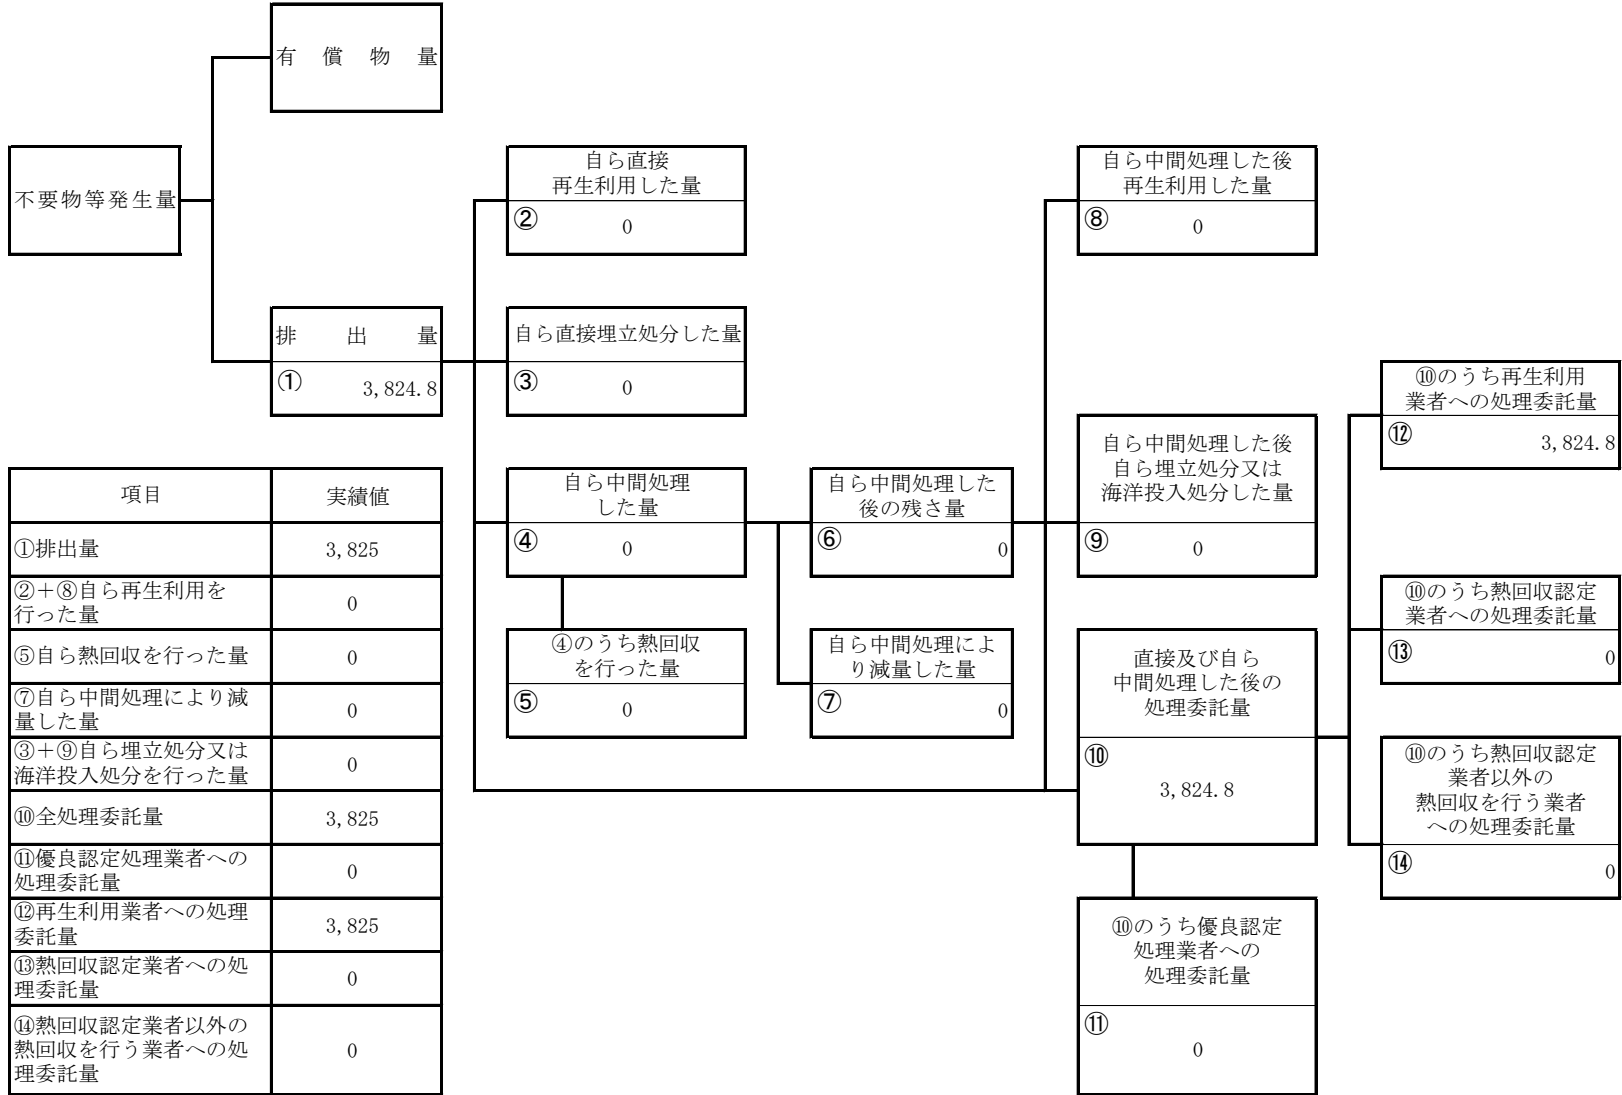 有償物量
不要物等発生量
排出量
① 3,824.8
自ら直接
再生利用した量
② 0
自ら直接埋立処分した量
③ 0
自ら中間処理
した量
④ 0
④のうち熱回収
を行った量
⑤ 0
自ら中間処理した
後の残さ量
⑥ 0
自ら中間処理によ
り減量した量
⑦ 0
自ら中間処理した後
再生利用した量
⑧ 0
自ら中間処理した後
自ら埋立処分又は
海洋投入処分した量
⑨ 0
直接及び自ら
中間処理した後の
処理委託量
⑩
3,824.8
⑩のうち優良認定
処理業者への
処理委託量
⑪
0
⑩のうち再生利用
業者への処理委託量
⑫ 3,824.8
⑩のうち熱回収認定
業者への処理委託量
⑬ 0
⑩のうち熱回収認定
業者以外の
熱回収を行う業者
への処理委託量
⑭ 0
項目 実績値
①排出量 3,825
②＋⑧自ら再生利用を
行った量 0
⑤自ら熱回収を行った量 0
⑦自ら中間処理により減
量した量 0
③＋⑨自ら埋立処分又は
海洋投入処分を行った量 0
⑩全処理委託量 3,825
⑪優良認定処理業者への
処理委託量 0
⑫再生利用業者への処理
委託量 3,825
⑬熱回収認定業者への処
理委託量 0
⑭熱回収認定業者以外の
熱回収を行う業者への処
理委託量 0